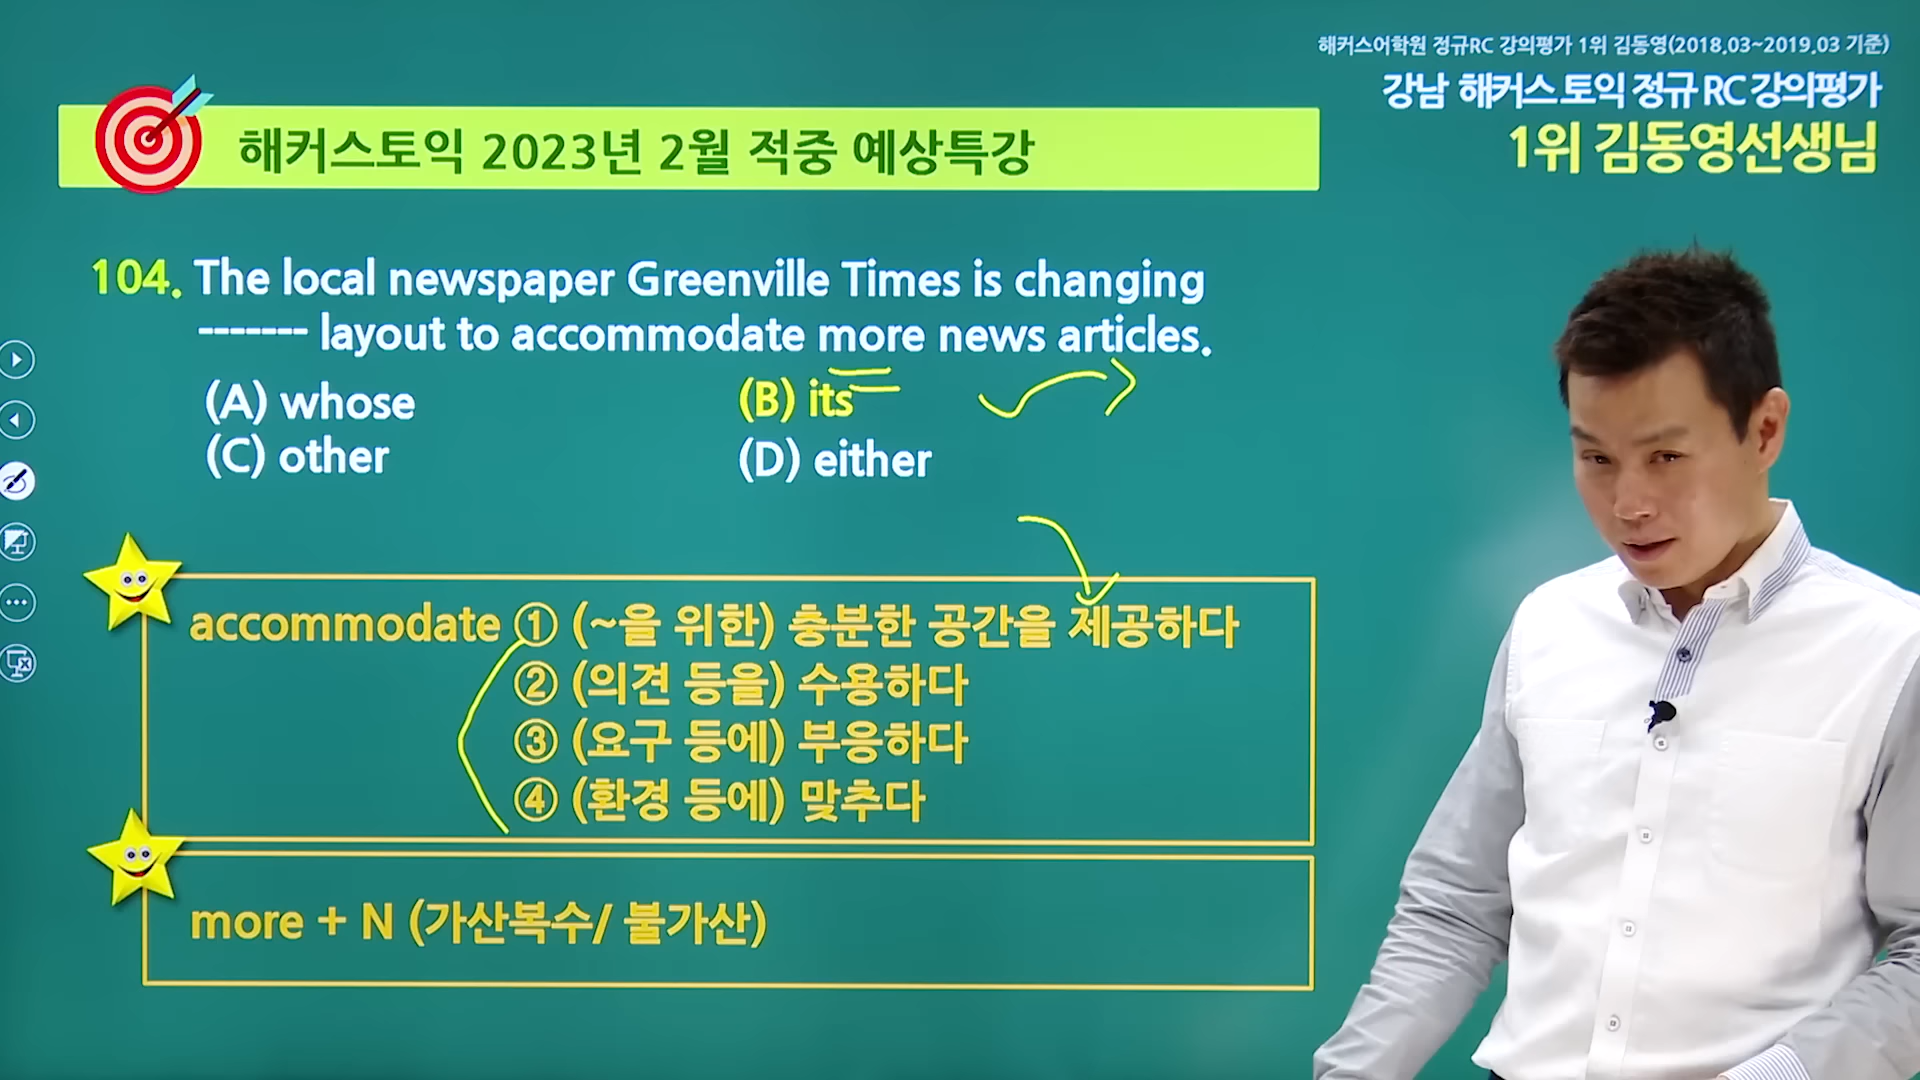 해커스어학원 정규RC 강의평가 1위 김동영(2018.03~2019.03 기준)
강남 해커스 토익 정규 RC 강의평가
1위 김동영선생님
해커스토익 2023년 2월 적중 예상특강
104. The local newspaper Greenville Times is changing
------- layout to accommodate more news articles.
(A) whose (B) its
(C) other (D) either
accommodate ① (~을 위한) 충분한 공간을 제공하다
② (의견 등을) 수용하다
③ (요구 등에) 부응하다
④ (환경 등에) 맞추다
more + N (가산복수/ 불가산)